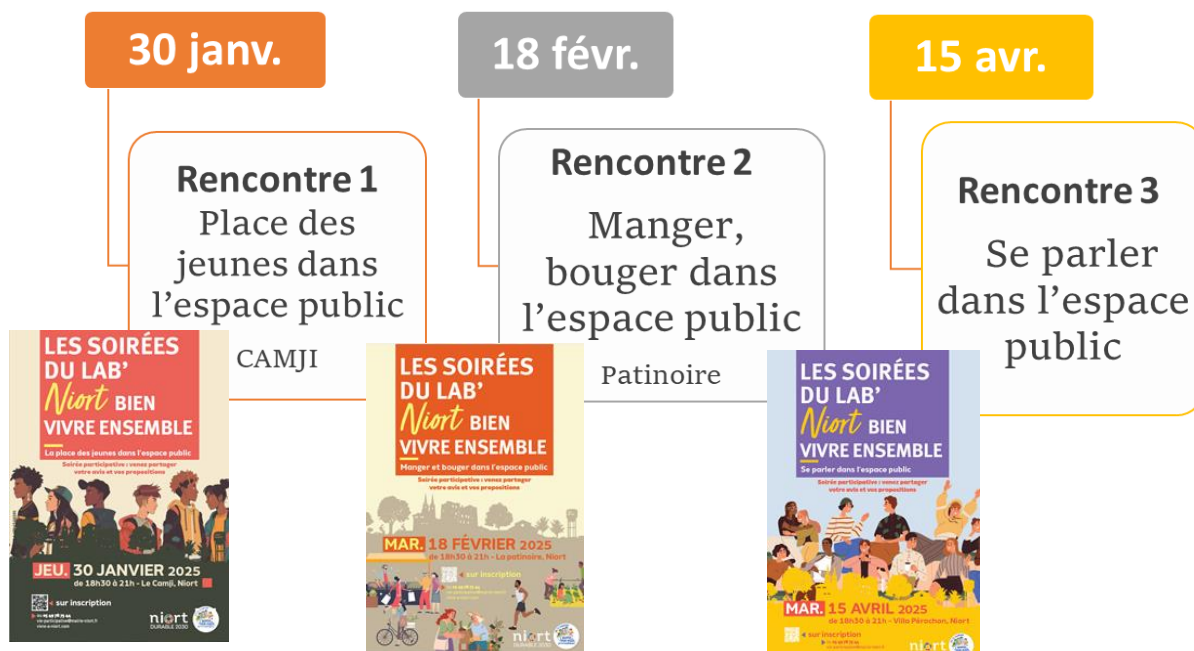 30 janv.
18 févr.
15 avr.
Rencontre 1
Place des
jeunes dans
l'espace public
CAMJI
Rencontre 2
Manger,
bouger dans
l'espace public
Patinoire
Rencontre 3
Se parler
dans l'espace
public
LES SOIRÉES
DU LAB'
Niort BIEN
VIVRE ENSEMBLE
La place des jeunes dans l'espace public
Soirée participative : venez partager
votre avis et vos propositions
JEU. 30 JANVIER 2025
de 18h30 à 21h - Le Camji, Niort
sur inscription
niort
DURABLE 2030
LES SOIRÉES
DU LAB'
Niort BIEN
VIVRE ENSEMBLE
Manger et bouger dans l'espace public
Soirée participative : venez partager
votre avis et vos propositions
MAR. 18 FÉVRIER 2025
de 18h30 à 21h - La patinoire, Niort
sur inscription
niort
DURABLE 2030
LES SOIRÉES
DU LAB'
Niort BIEN
VIVRE ENSEMBLE
Se parler dans l'espace public
Soirée participative : venez partager
votre avis et vos propositions
MAR. 15 AVRIL 2025
de 18h30 à 21h - Villa Pérochon, Niort
sur inscription
niort